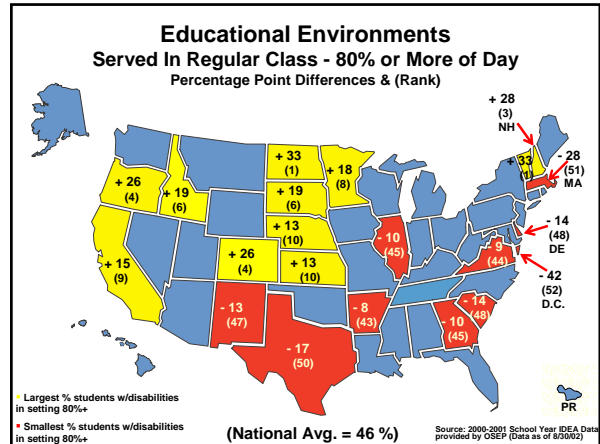 Educational Environments
Served In Regular Class - 80% or More of Day
Percentage Point Differences & (Rank)
+ 28
(3)
NH
+ 33
(1)
+ 18
(8)
+ 33
(1)
- 28
(51)
MA
+ 26
(4)
+ 19
(6)
+ 19
(6)
- 14
(48)
DE
+ 13
(10)
- 10
(45)
- 9
(44)
+ 15
(9)
+ 26
(4)
+ 13
(10)
- 42
(52)
D.C.
- 13
(47)
- 8
(43)
- 14
(48)
- 10
(45)
- 17
(50)
PR
* Largest % students w/disabilities
in setting 80%+
* Smallest % students w/disabilities
in setting 80%+
(National Avg. = 46 %)
Source: 2000-2001 School Year IDEA Data
provided by OSEP (Data as of 8/30/02)